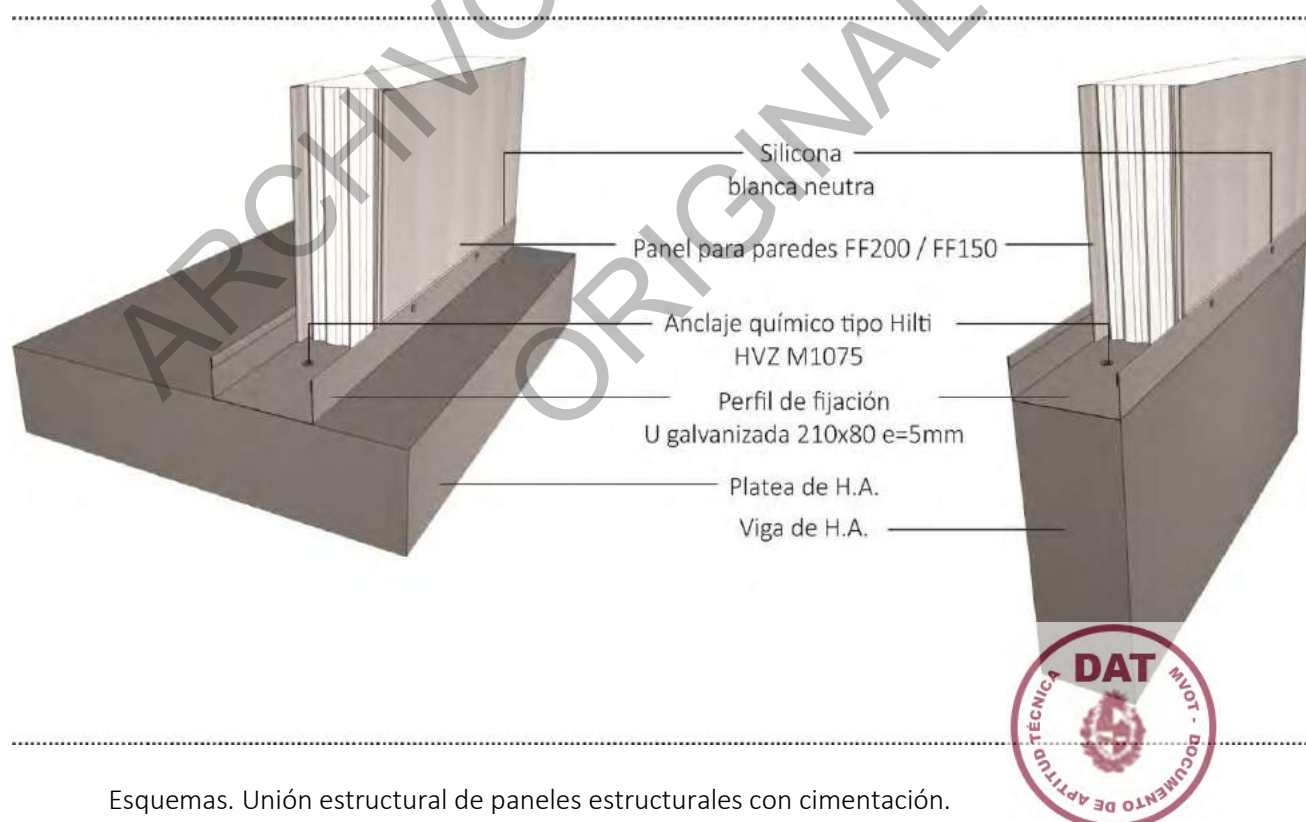 ARCHIVO
ORIGINAL
Silicona
blanca neutra
Panel para paredes FF200 / FF150
Anclaje químico tipo Hilti
HVZ M1075
Perfil de fijación
U galvanizada 210x80 e=5mm
Platea de H.A.
Viga de H.A.
DAT
MVOT - DOCUMENTO DE APTITUD TÉCNICA
Esquemas. Unión estructural de paneles estructurales con cimentación.